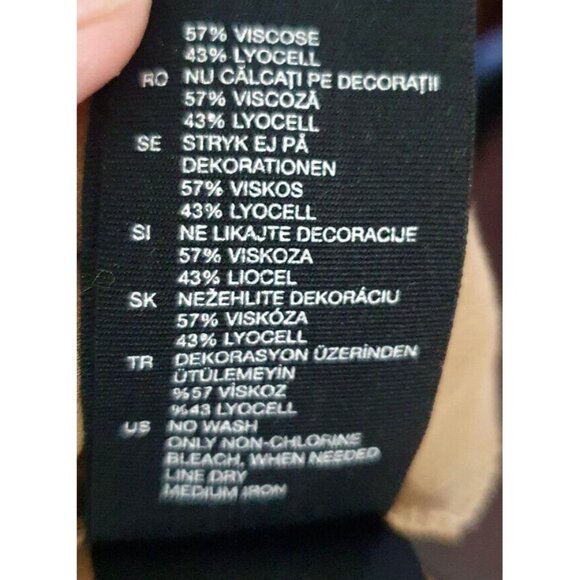 57% VISCOSE
43% LYOCELL
RO NU CĂLCAȚI PE DECORAȚII
57% VISCOZĂ
43% LYOCELL
SE STRYK EJ PÅ
DEKORATIONEN
57% VISKOS
43% LYOCELL
SI NE LIKAJTE DECORACIJE
57% VISKOZA
43% LIOCEL
SK NEŽEHLITE DEKORÁCIU
57% VISKÓZA
43% LYOCELL
TR DEKORASYON ÜZERİNDEN
ÜTÜLEMEYİN
%57 VİSKOZ
%43 LYOCELL
US NO WASH
ONLY NON-CHLORINE
BLEACH, WHEN NEEDED
LINE DRY
MEDIUM IRON